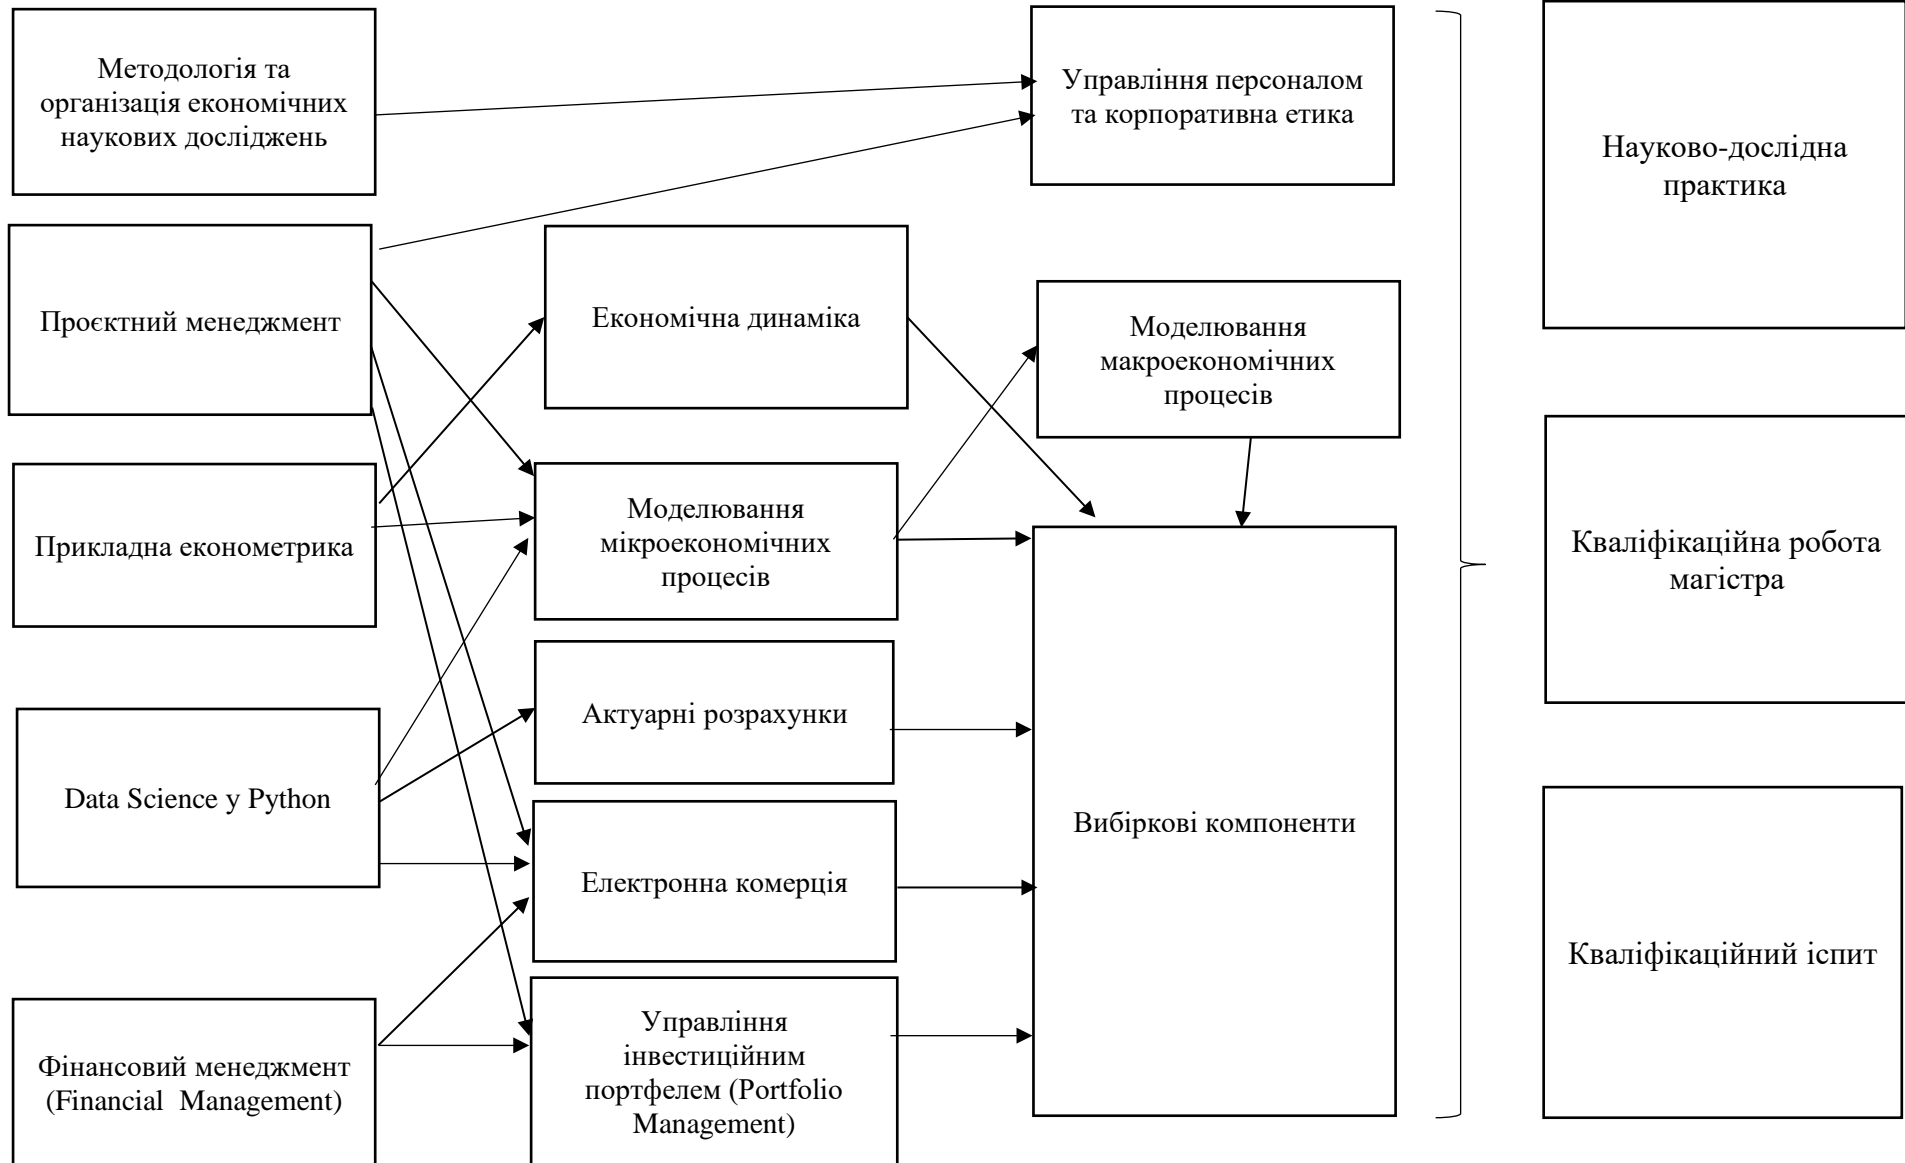 Методологія та
організація економічних
наукових досліджень
Управління персоналом
та корпоративна етика
Науково-дослідна
практика
Проєктний менеджмент
Економічна динаміка
Моделювання
макроекономічних
процесів
Прикладна економетрика
Моделювання
мікроекономічних
процесів
Кваліфікаційна робота
магістра
Data Science у Python
Актуарні розрахунки
Вибіркові компоненти
Електронна комерція
Кваліфікаційний іспит
Фінансовий менеджмент
(Financial Management)
Управління
інвестиційним
портфелем (Portfolio
Management)